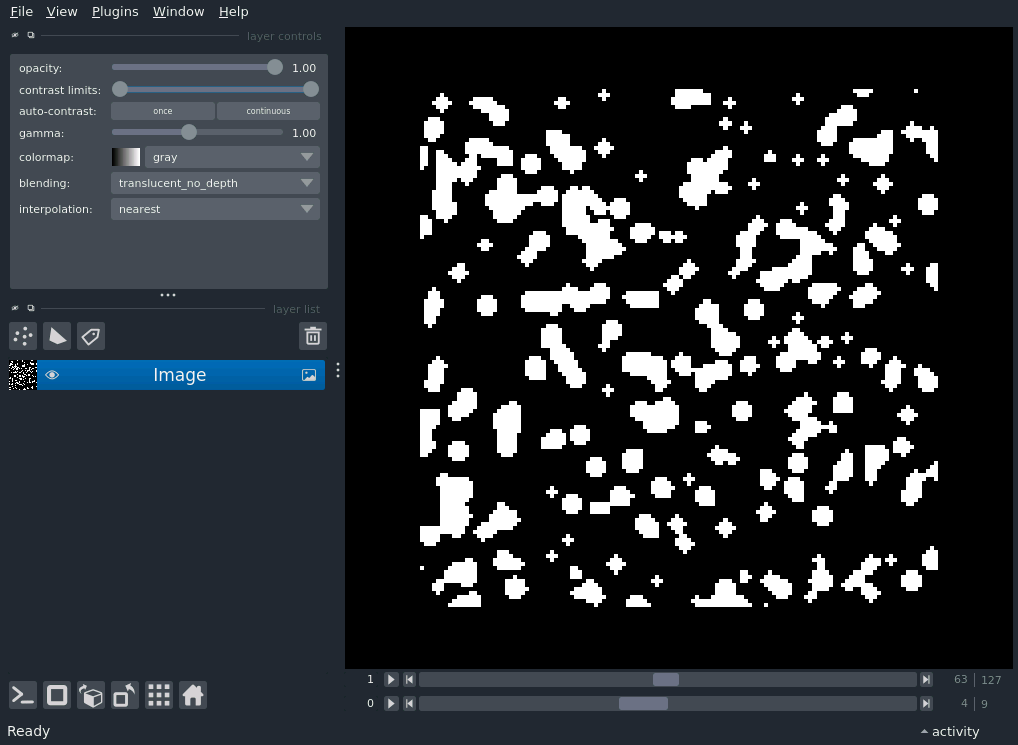 File View Plugins Window Help
layer controls
opacity: 1.00
contrast limits:
auto-contrast: once continuous
gamma: 1.00
colormap: gray
blending: translucent_no_depth
interpolation: nearest
layer list
Image
1 63 127
0 4 9
Ready activity